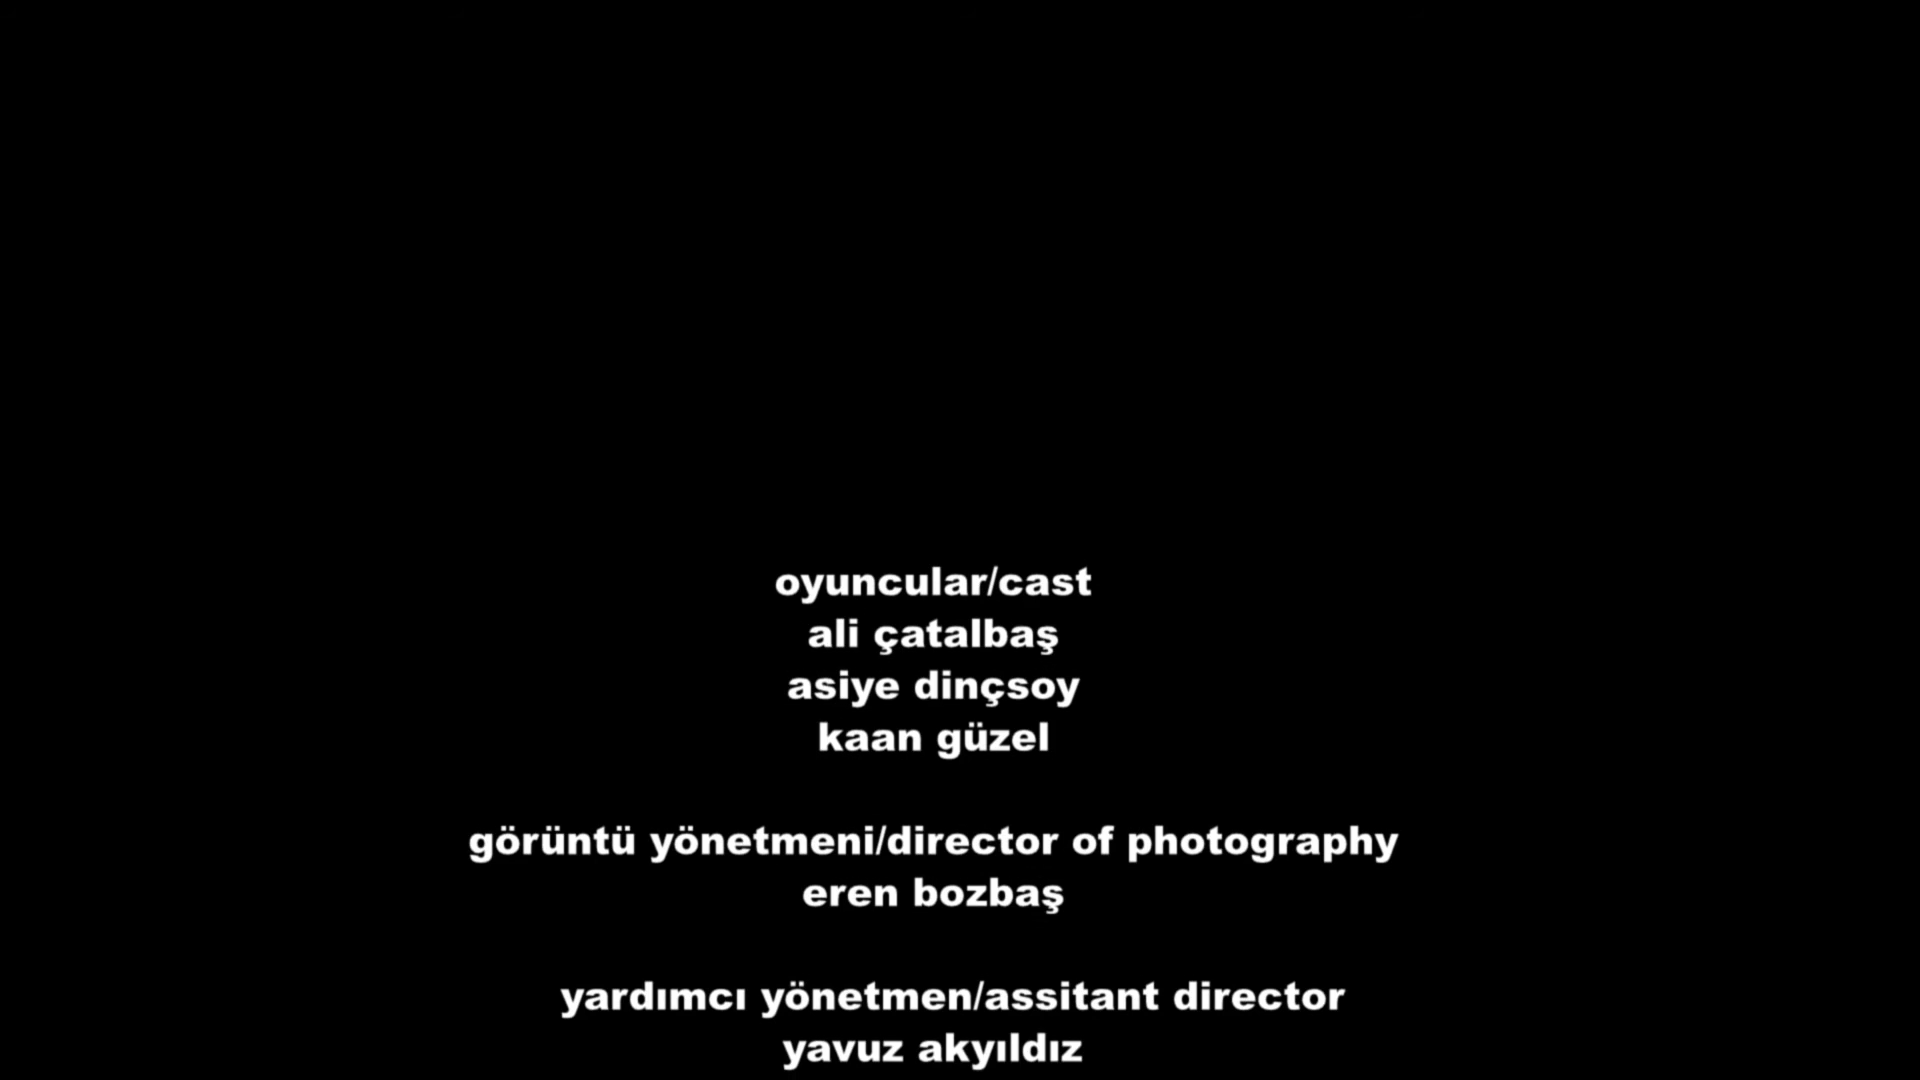 oyuncular/cast
ali çatalbaş
asiye dinçsoy
kaan güzel
görüntü yönetmeni/director of photography
eren bozbaş
yardımcı yönetmen/assitant director
yavuz akyıldız